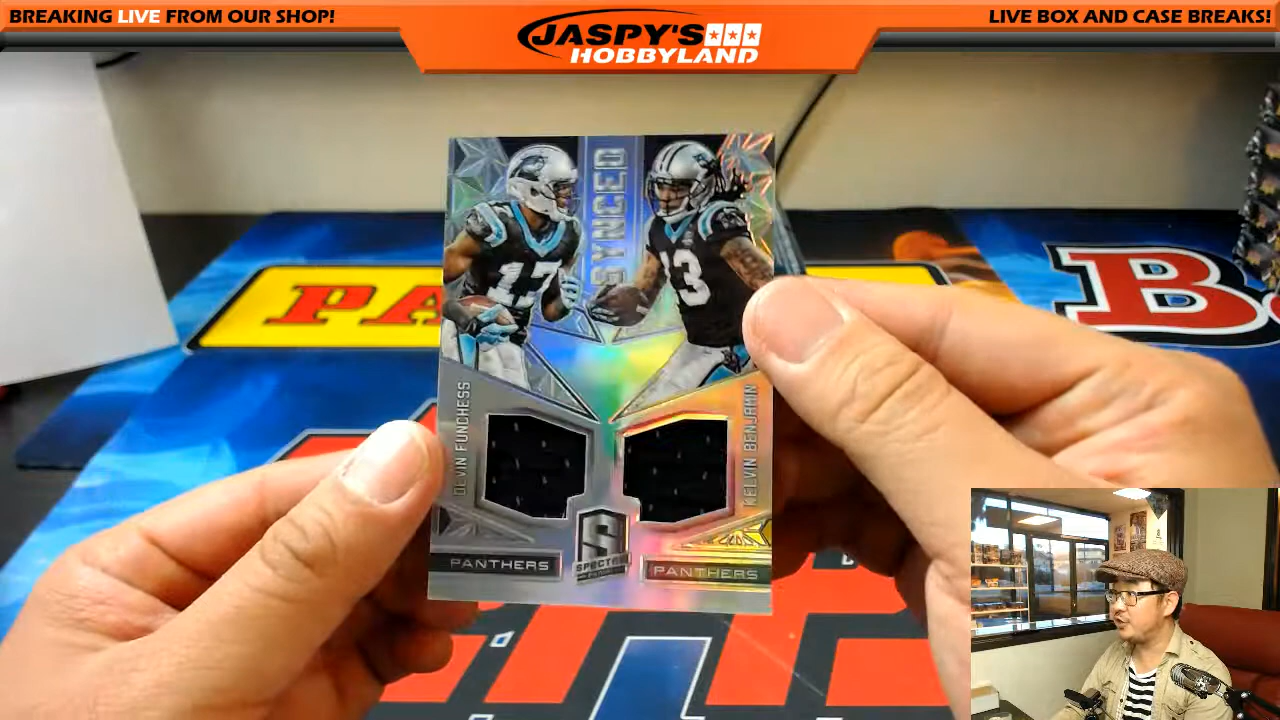 BREAKING LIVE FROM OUR SHOP!
JASPY'S
HOBBYLAND
LIVE BOX AND CASE BREAKS!
SYNCED
17
13
DEVIN FUNCHESS
KELVIN BENJAMIN
PANTHERS
PANTHERS
PA
B